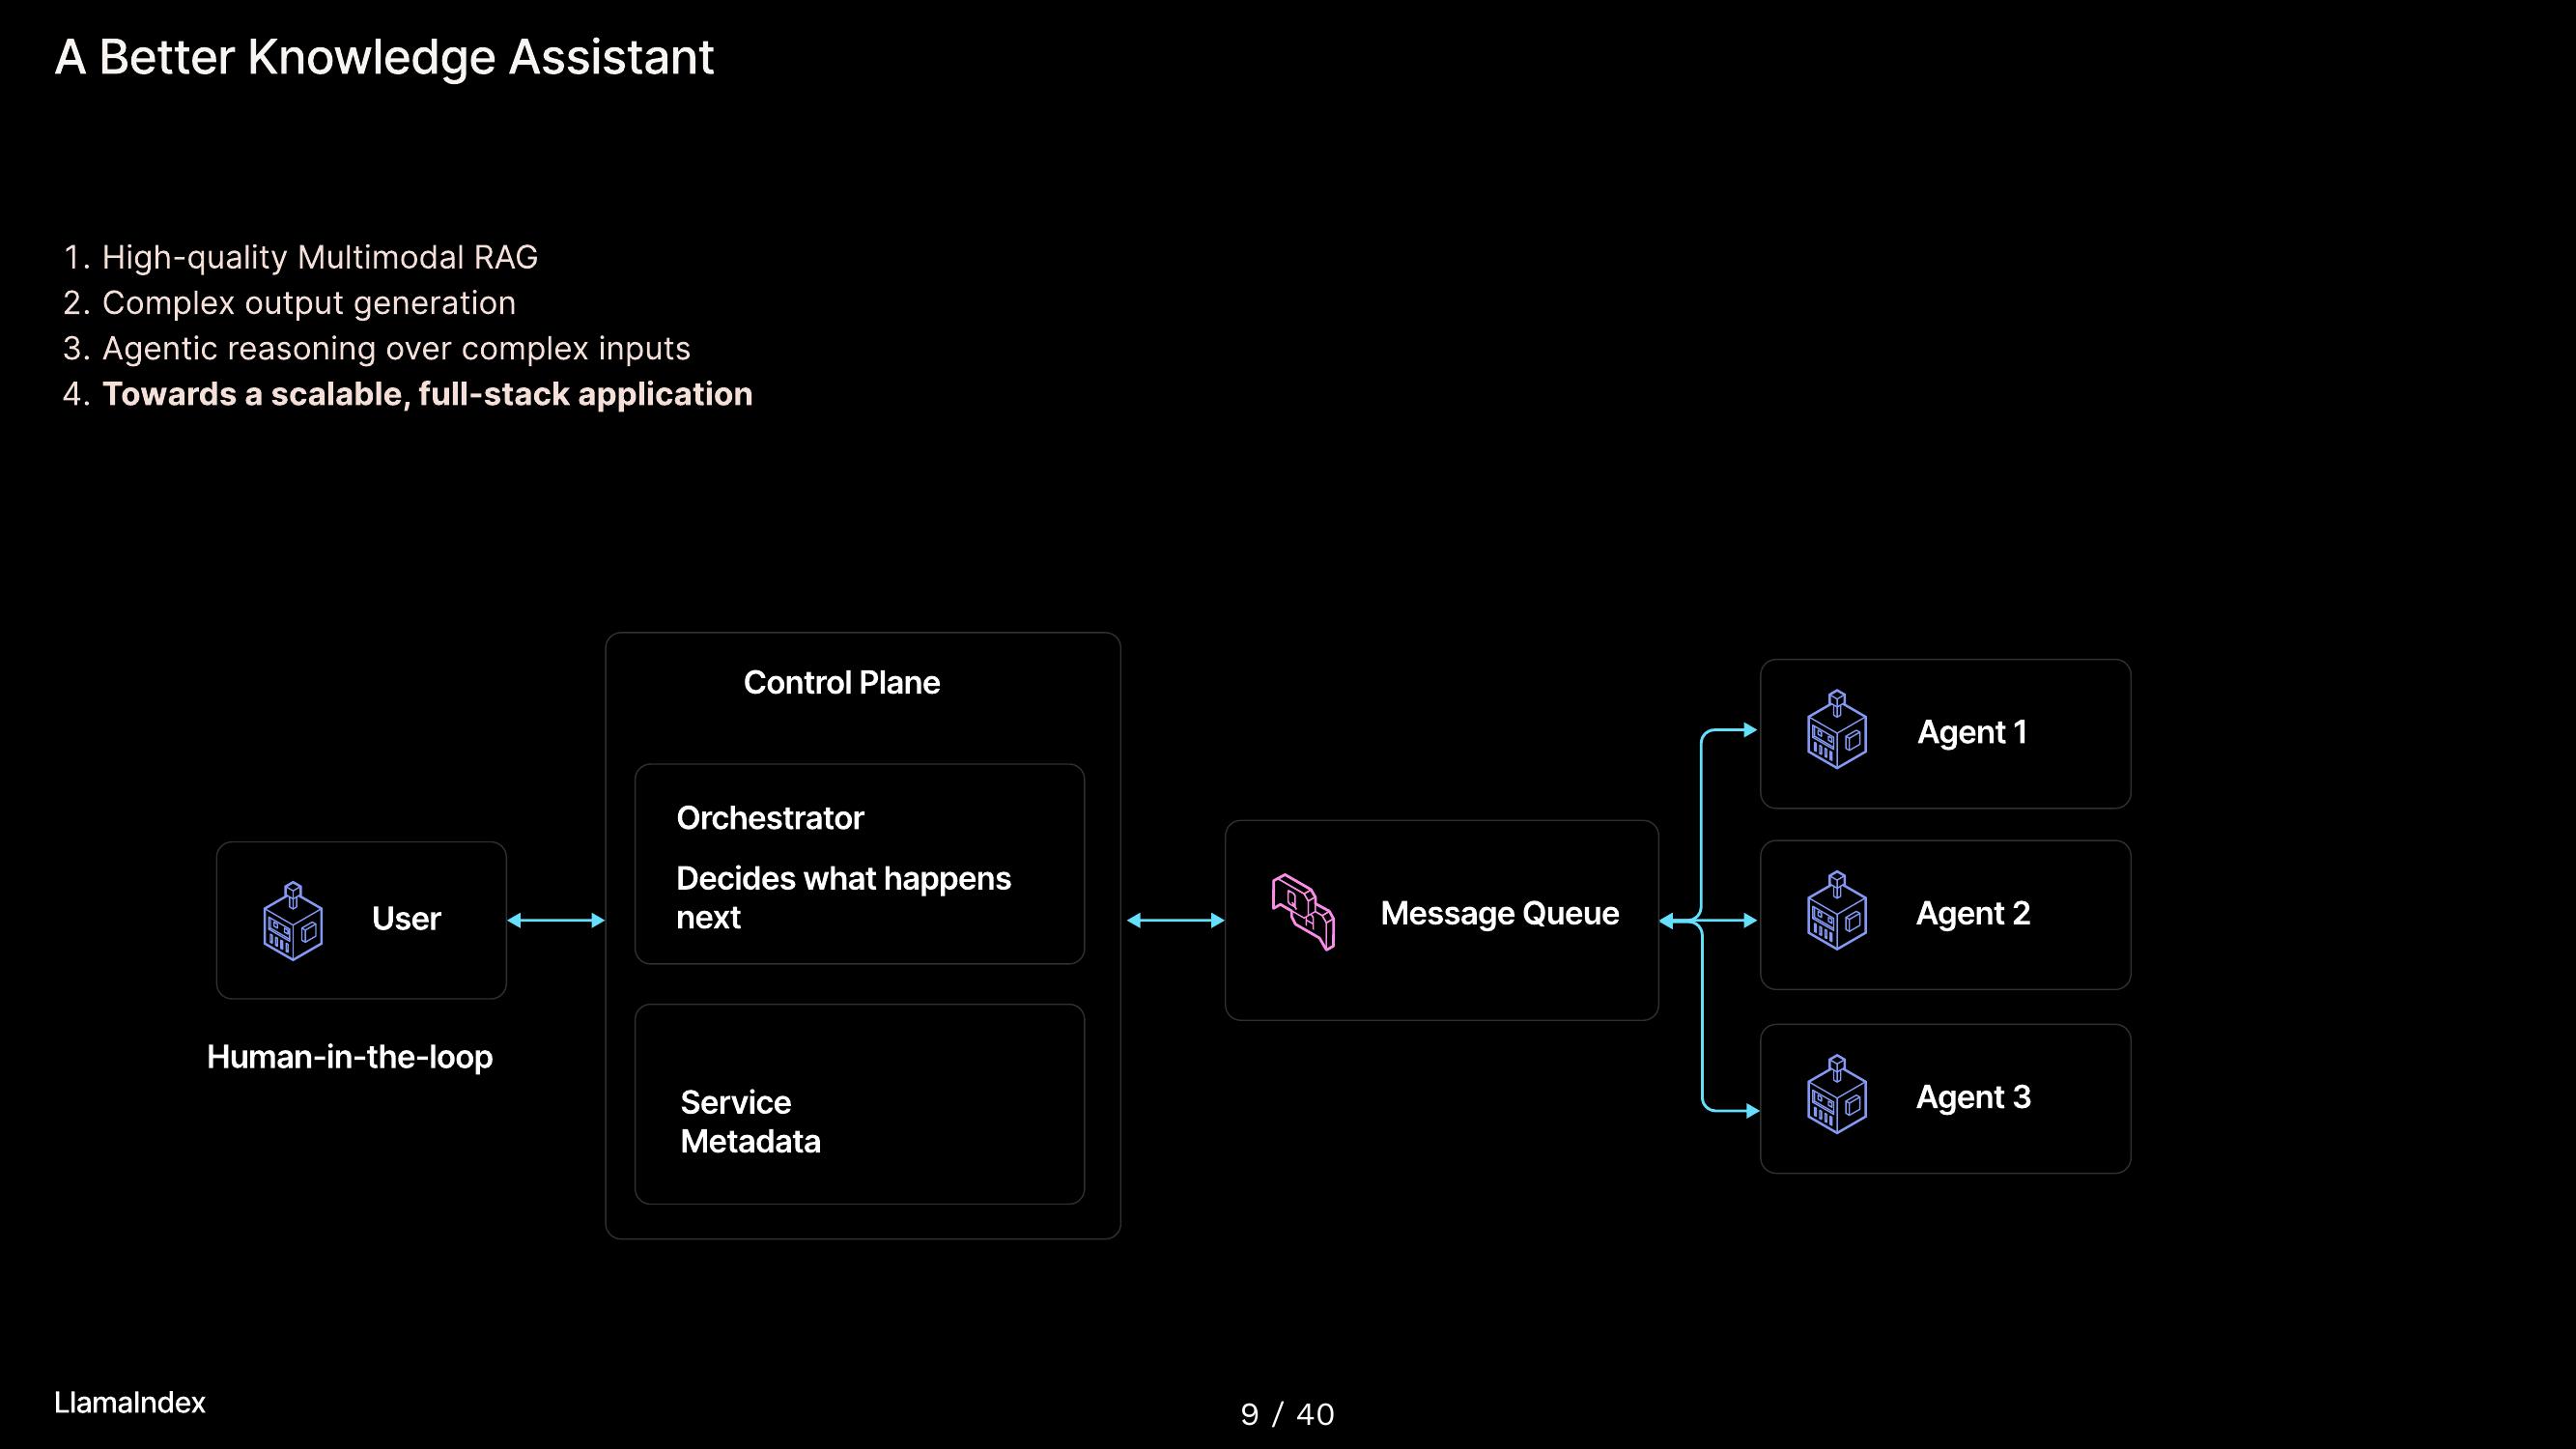 A Better Knowledge Assistant
1. High-quality Multimodal RAG
2. Complex output generation
3. Agentic reasoning over complex inputs
4. Towards a scalable, full-stack application
User
Human-in-the-loop
Control Plane
Orchestrator
Decides what happens
next
Service
Metadata
Message Queue
Agent 1
Agent 2
Agent 3
LlamaIndex
9 / 40